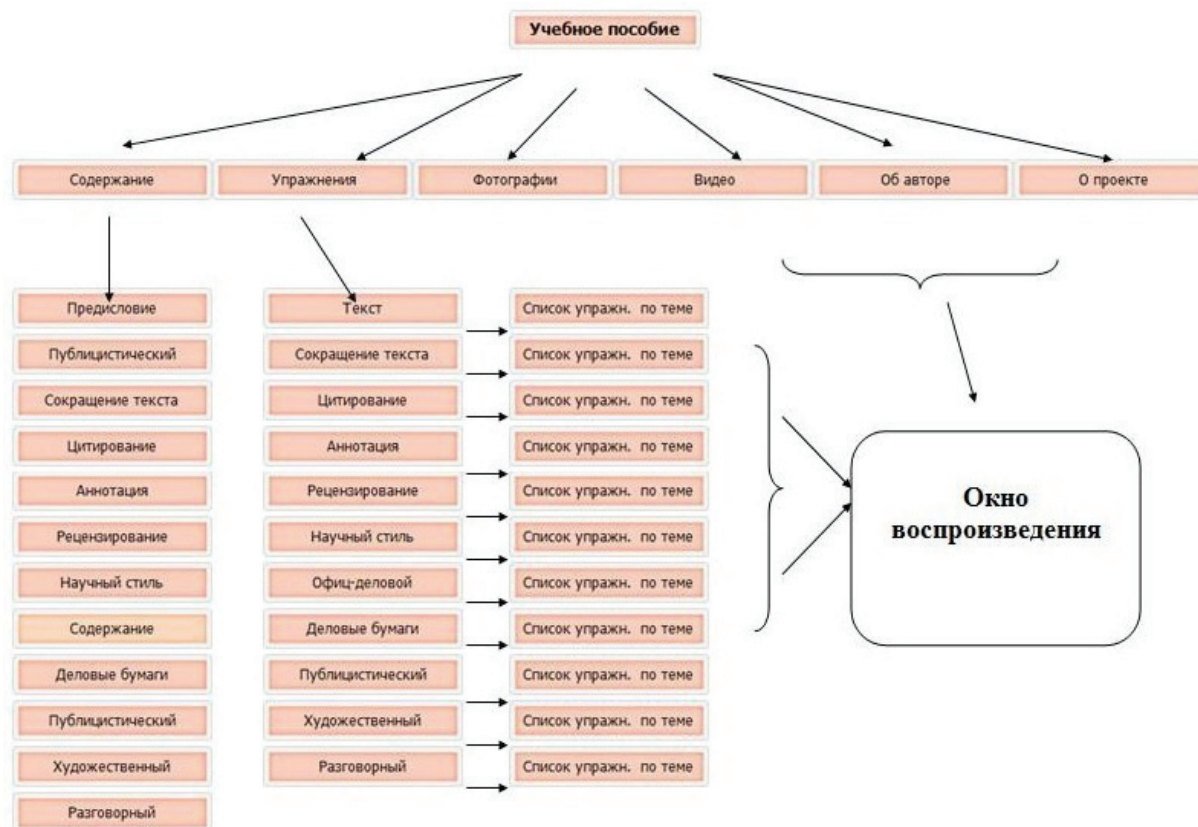 Учебное пособие
Содержание
Упражнения
Фотографии
Видео
Об авторе
О проекте
Предисловие
Публицистический
Сокращение текста
Цитирование
Аннотация
Рецензирование
Научный стиль
Содержание
Деловые бумаги
Публицистический
Художественный
Разговорный
Текст
Сокращение текста
Цитирование
Аннотация
Рецензирование
Научный стиль
Офиц-деловой
Деловые бумаги
Публицистический
Художественный
Разговорный
Список упражн. по теме
Список упражн. по теме
Список упражн. по теме
Список упражн. по теме
Список упражн. по теме
Список упражн. по теме
Список упражн. по теме
Список упражн. по теме
Список упражн. по теме
Список упражн. по теме
Список упражн. по теме
Окно
воспроизведения